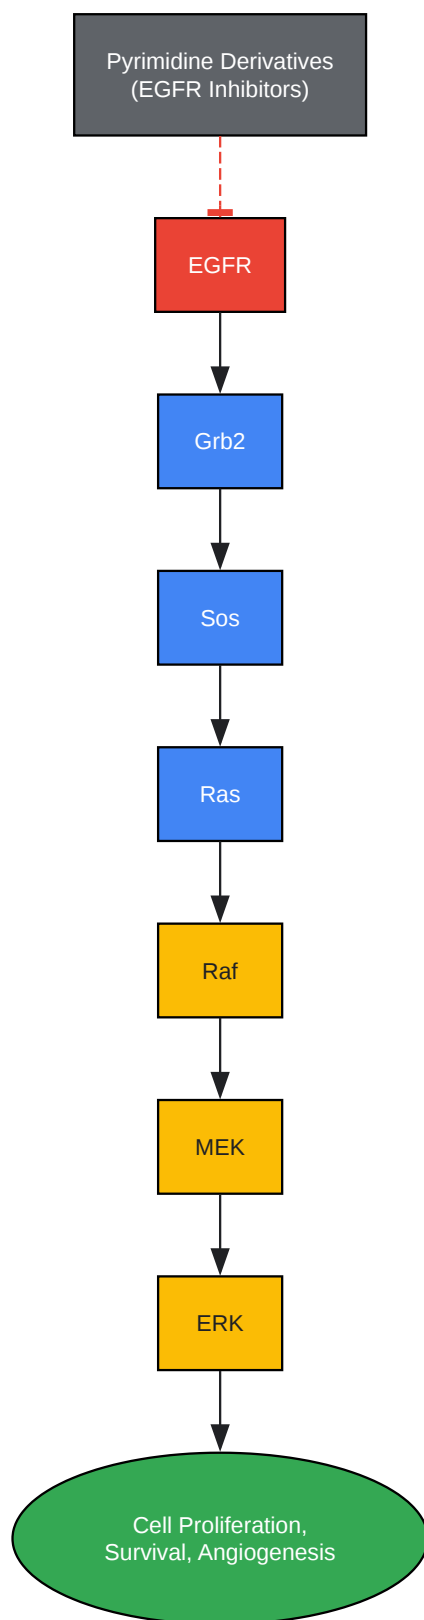 Pyrimidine Derivatives
(EGFR Inhibitors)
EGFR
Grb2
Sos
Ras
Raf
MEK
ERK
Cell Proliferation,
Survival, Angiogenesis